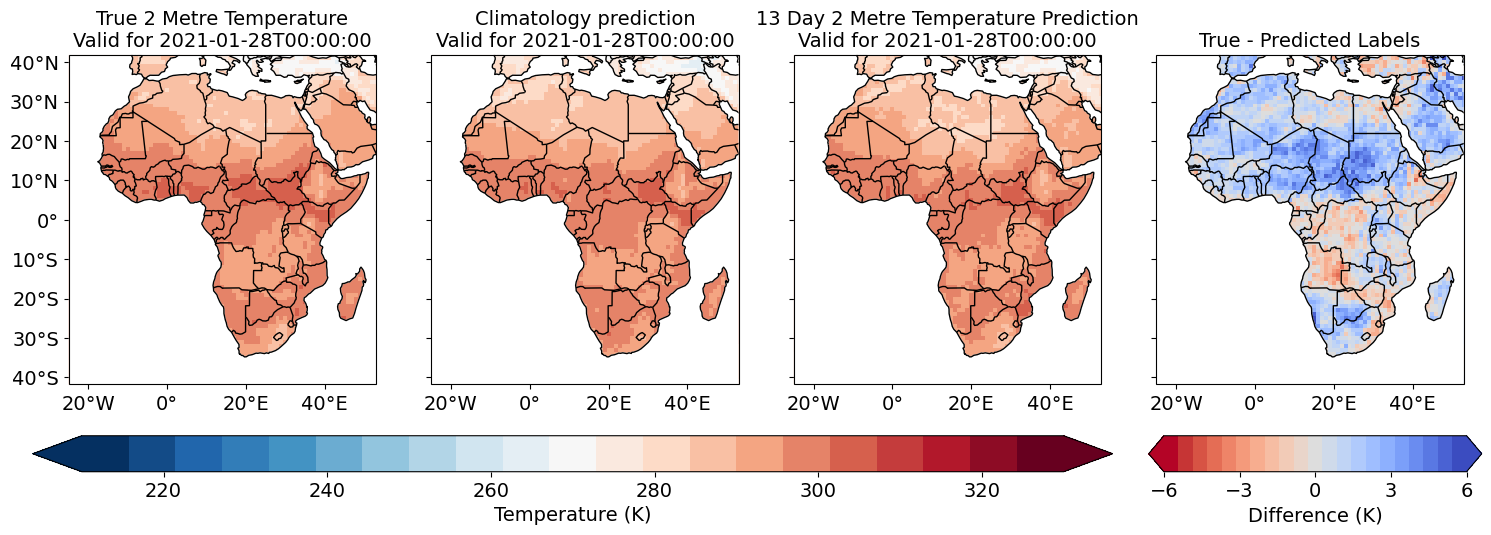 True 2 Metre Temperature
Valid for 2021-01-28T00:00:00
Climatology prediction
Valid for 2021-01-28T00:00:00
13 Day 2 Metre Temperature Prediction
Valid for 2021-01-28T00:00:00
True - Predicted Labels
40°N
30°N
20°N
10°N
0°
10°S
20°S
30°S
40°S
20°W 0° 20°E 40°E
20°W 0° 20°E 40°E
20°W 0° 20°E 40°E
20°W 0° 20°E 40°E
220 240 260 280 300 320
Temperature (K)
−6 −3 0 3 6
Difference (K)